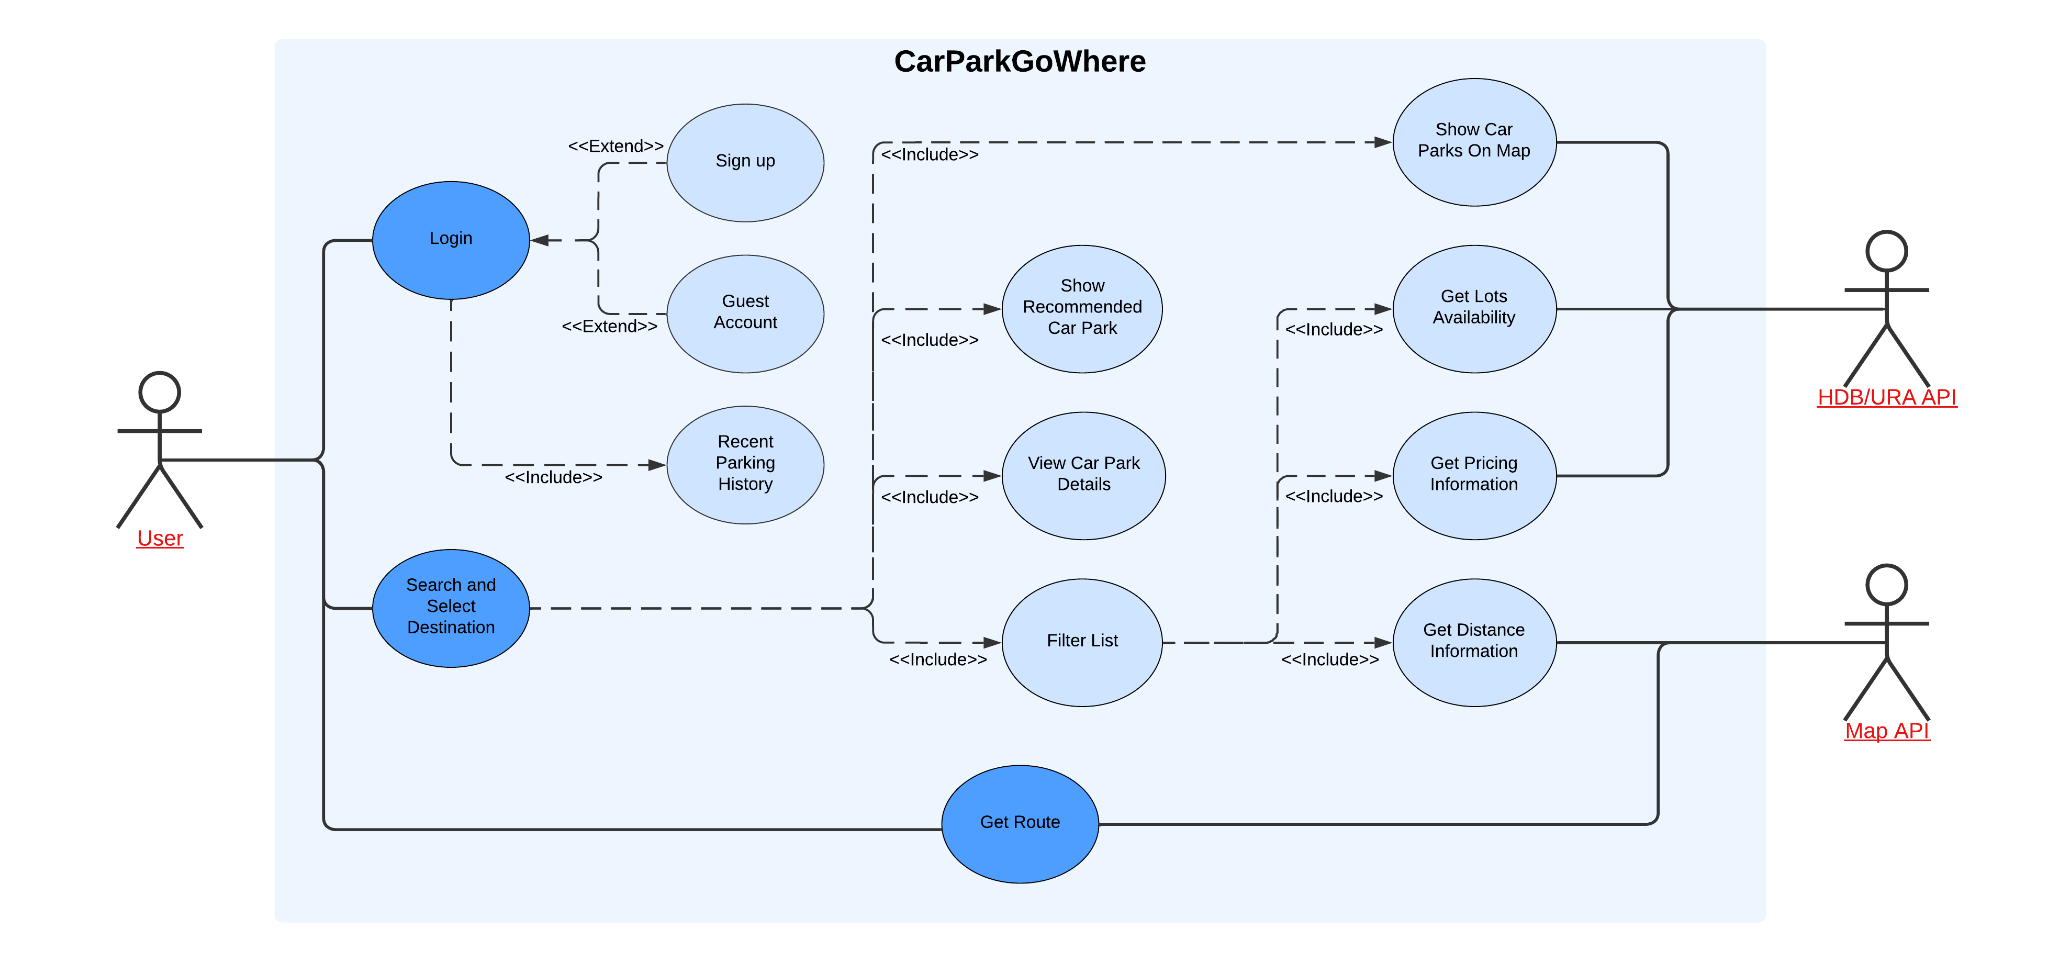 CarParkGoWhere
<<Extend>>
Sign up
Login
Guest
Account
<<Extend>>
Recent
Parking
History
<<Include>>
User
Search and
Select
Destination
<<Include>>
Show Car
Parks On Map
Show
Recommended
Car Park
<<Include>>
View Car Park
Details
<<Include>>
Filter List
<<Include>>
Get Lots
Availability
<<Include>>
Get Pricing
Information
<<Include>>
Get Distance
Information
<<Include>>
HDB/URA API
Map API
Get Route